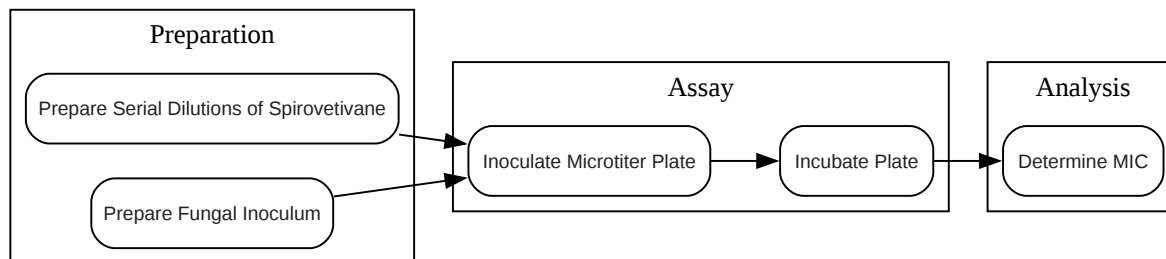 Preparation
Prepare Serial Dilutions of Spirovetivane
Prepare Fungal Inoculum
Assay
Inoculate Microtiter Plate
Incubate Plate
Analysis
Determine MIC